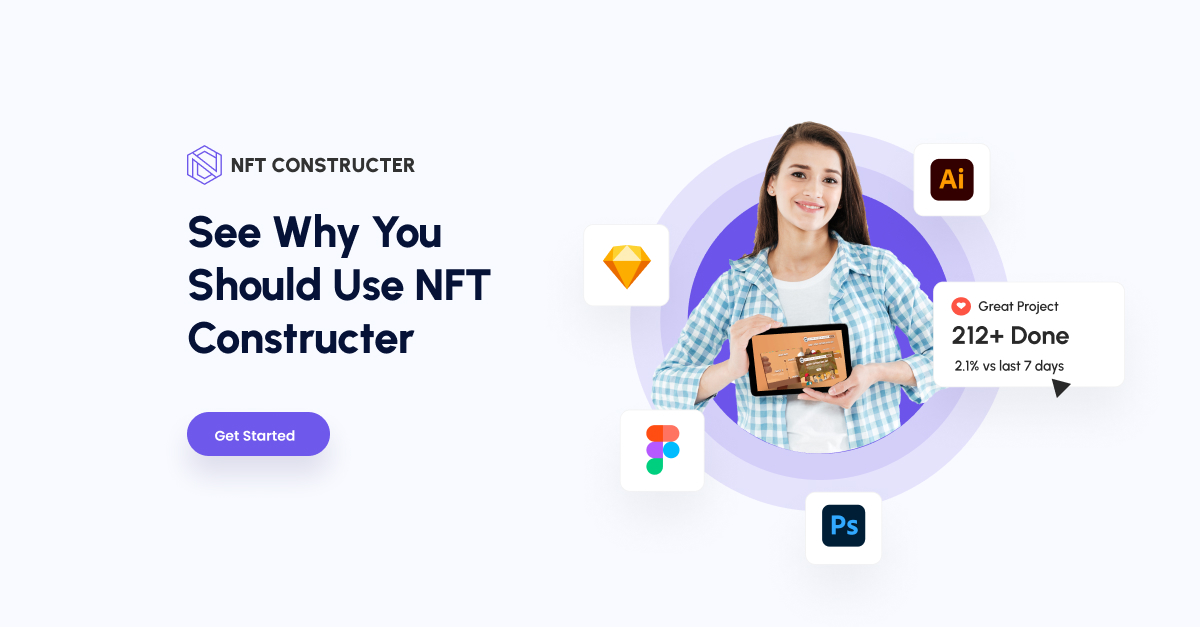 NFT CONSTRUCTER
See Why You
Should Use NFT
Constructer
Get Started
Ai
Great Project
212+ Done
2.1% vs last 7 days
Ps